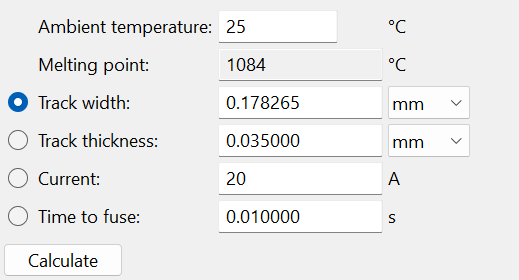 Ambient temperature: 25 °C
Melting point: 1084 °C
Track width: 0.178265 mm
Track thickness: 0.035000 mm
Current: 20 A
Time to fuse: 0.010000 s
Calculate